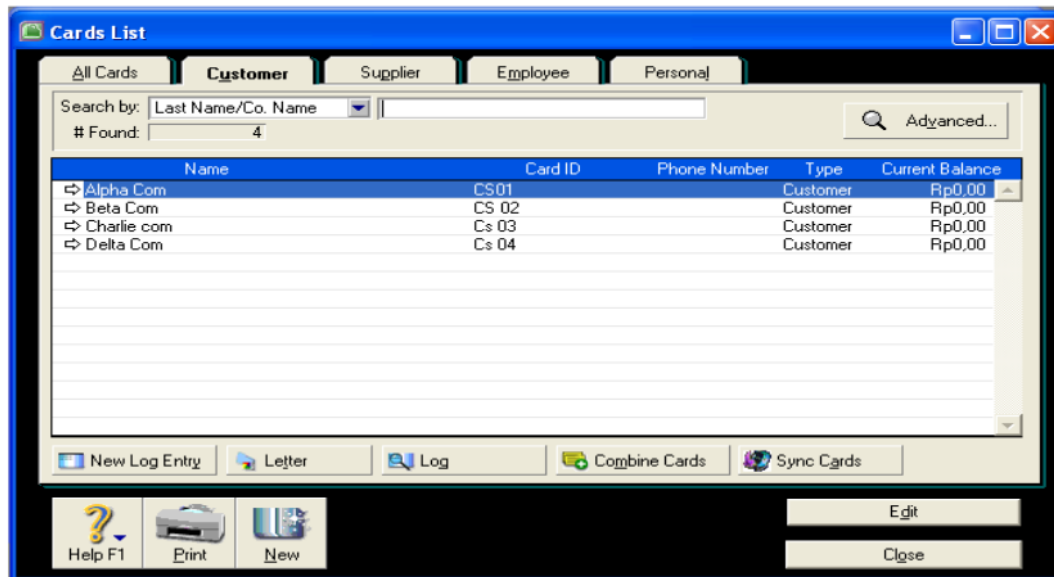 Cards List
All Cards Customer Supplier Employee Personal
Search by: Last Name/Co. Name
# Found: 4
Advanced...
Name Card ID Phone Number Type Current Balance
Alpha Com CS01 Customer Rp0,00
Beta Com CS 02 Customer Rp0,00
Charlie com Cs 03 Customer Rp0,00
Delta Com Cs 04 Customer Rp0,00
New Log Entry Letter Log Combine Cards Sync Cards
Help F1 Print New
Edit
Close